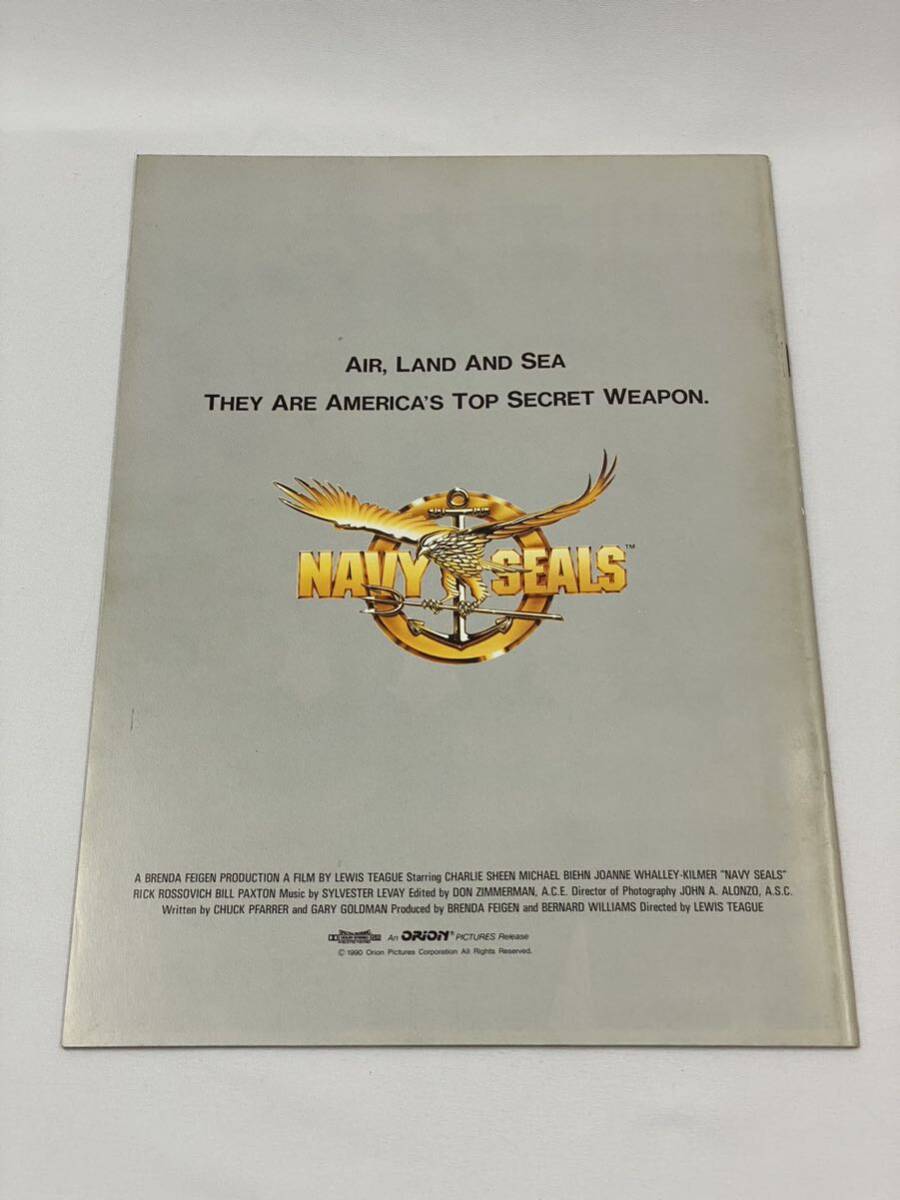 AIR, LAND AND SEA
THEY ARE AMERICA'S TOP SECRET WEAPON.
NAVY SEALS™
A BRENDA FEIGEN PRODUCTION A FILM BY LEWIS TEAGUE Starring CHARLIE SHEEN MICHAEL BIEHN JOANNE WHALLEY-KILMER "NAVY SEALS"
RICK ROSSOVICH BILL PAXTON Music by SYLVESTER LEVAY Edited by DON ZIMMERMAN, A.C.E. Director of Photography JOHN A. ALONZO, A.S.C.
Written by CHUCK PFARRER and GARY GOLDMAN Produced by BRENDA FEIGEN and BERNARD WILLIAMS Directed by LEWIS TEAGUE
An ORION® PICTURES Release
© 1990 Orion Pictures Corporation All Rights Reserved.